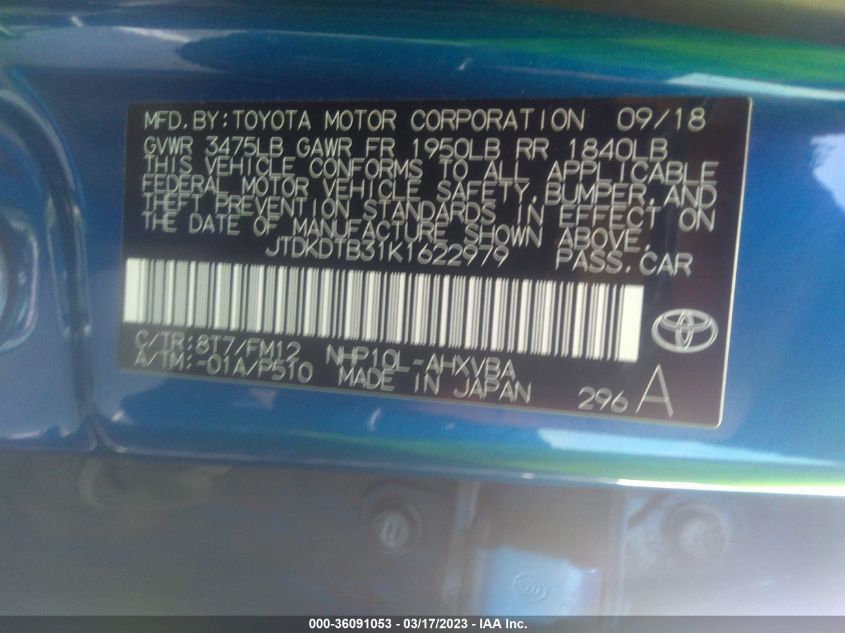 MFD. BY: TOYOTA MOTOR CORPORATION 09/18
GVWR 3475LB GAWR FR 1950LB RR 1840LB
THIS VEHICLE CONFORMS TO ALL APPLICABLE
FEDERAL MOTOR VEHICLE SAFETY, BUMPER, AND
THEFT PREVENTION STANDARDS IN EFFECT ON
THE DATE OF MANUFACTURE SHOWN ABOVE.
JTDKDTB31K1622979 PASS.CAR
C/TR:8T7/FM12 NHP10L-AHXVBA
A/TM:-01A/P510 MADE IN JAPAN 296 A
000-36091053 - 03/17/2023 - IAA Inc.